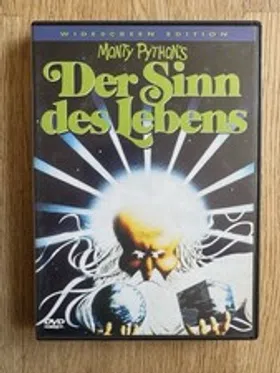 WIDESCREEN EDITION
MONTY PYTHON'S
Der Sinn
des Lebens
DVD